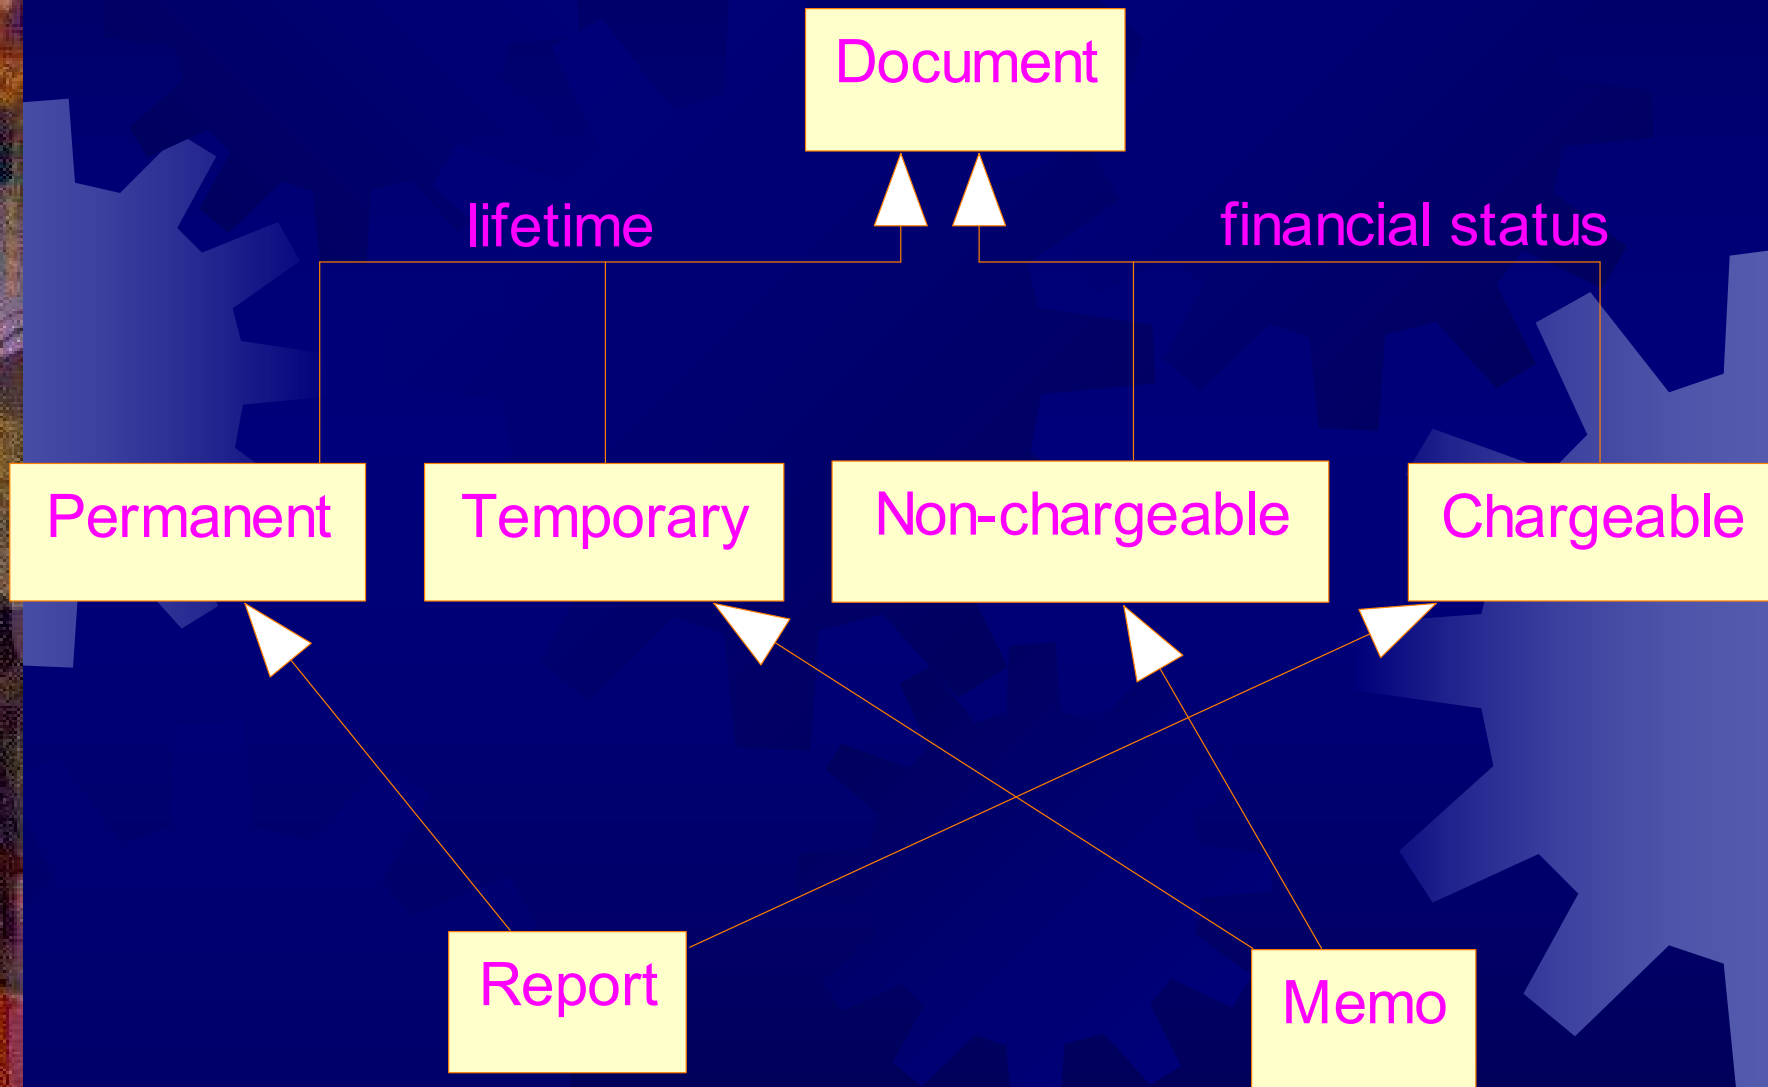 Document
lifetime
financial status
Permanent
Temporary
Non-chargeable
Chargeable
Report
Memo